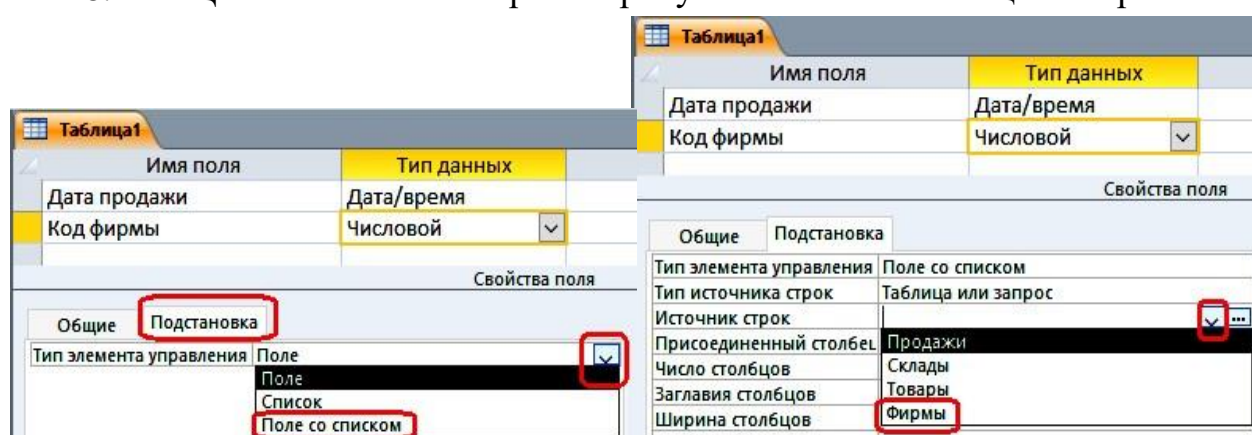 Таблица1
Имя поля Тип данных
Дата продажи Дата/время
Код фирмы Числовой
Свойства поля
Общие Подстановка
Тип элемента управления Поле
Поле
Список
Поле со списком
Таблица1
Имя поля Тип данных
Дата продажи Дата/время
Код фирмы Числовой
Свойства поля
Общие Подстановка
Тип элемента управления Поле со списком
Тип источника строк Таблица или запрос
Источник строк
Присоединенный столбец Продажи
Число столбцов Склады
Заглавия столбцов Товары
Ширина столбцов Фирмы